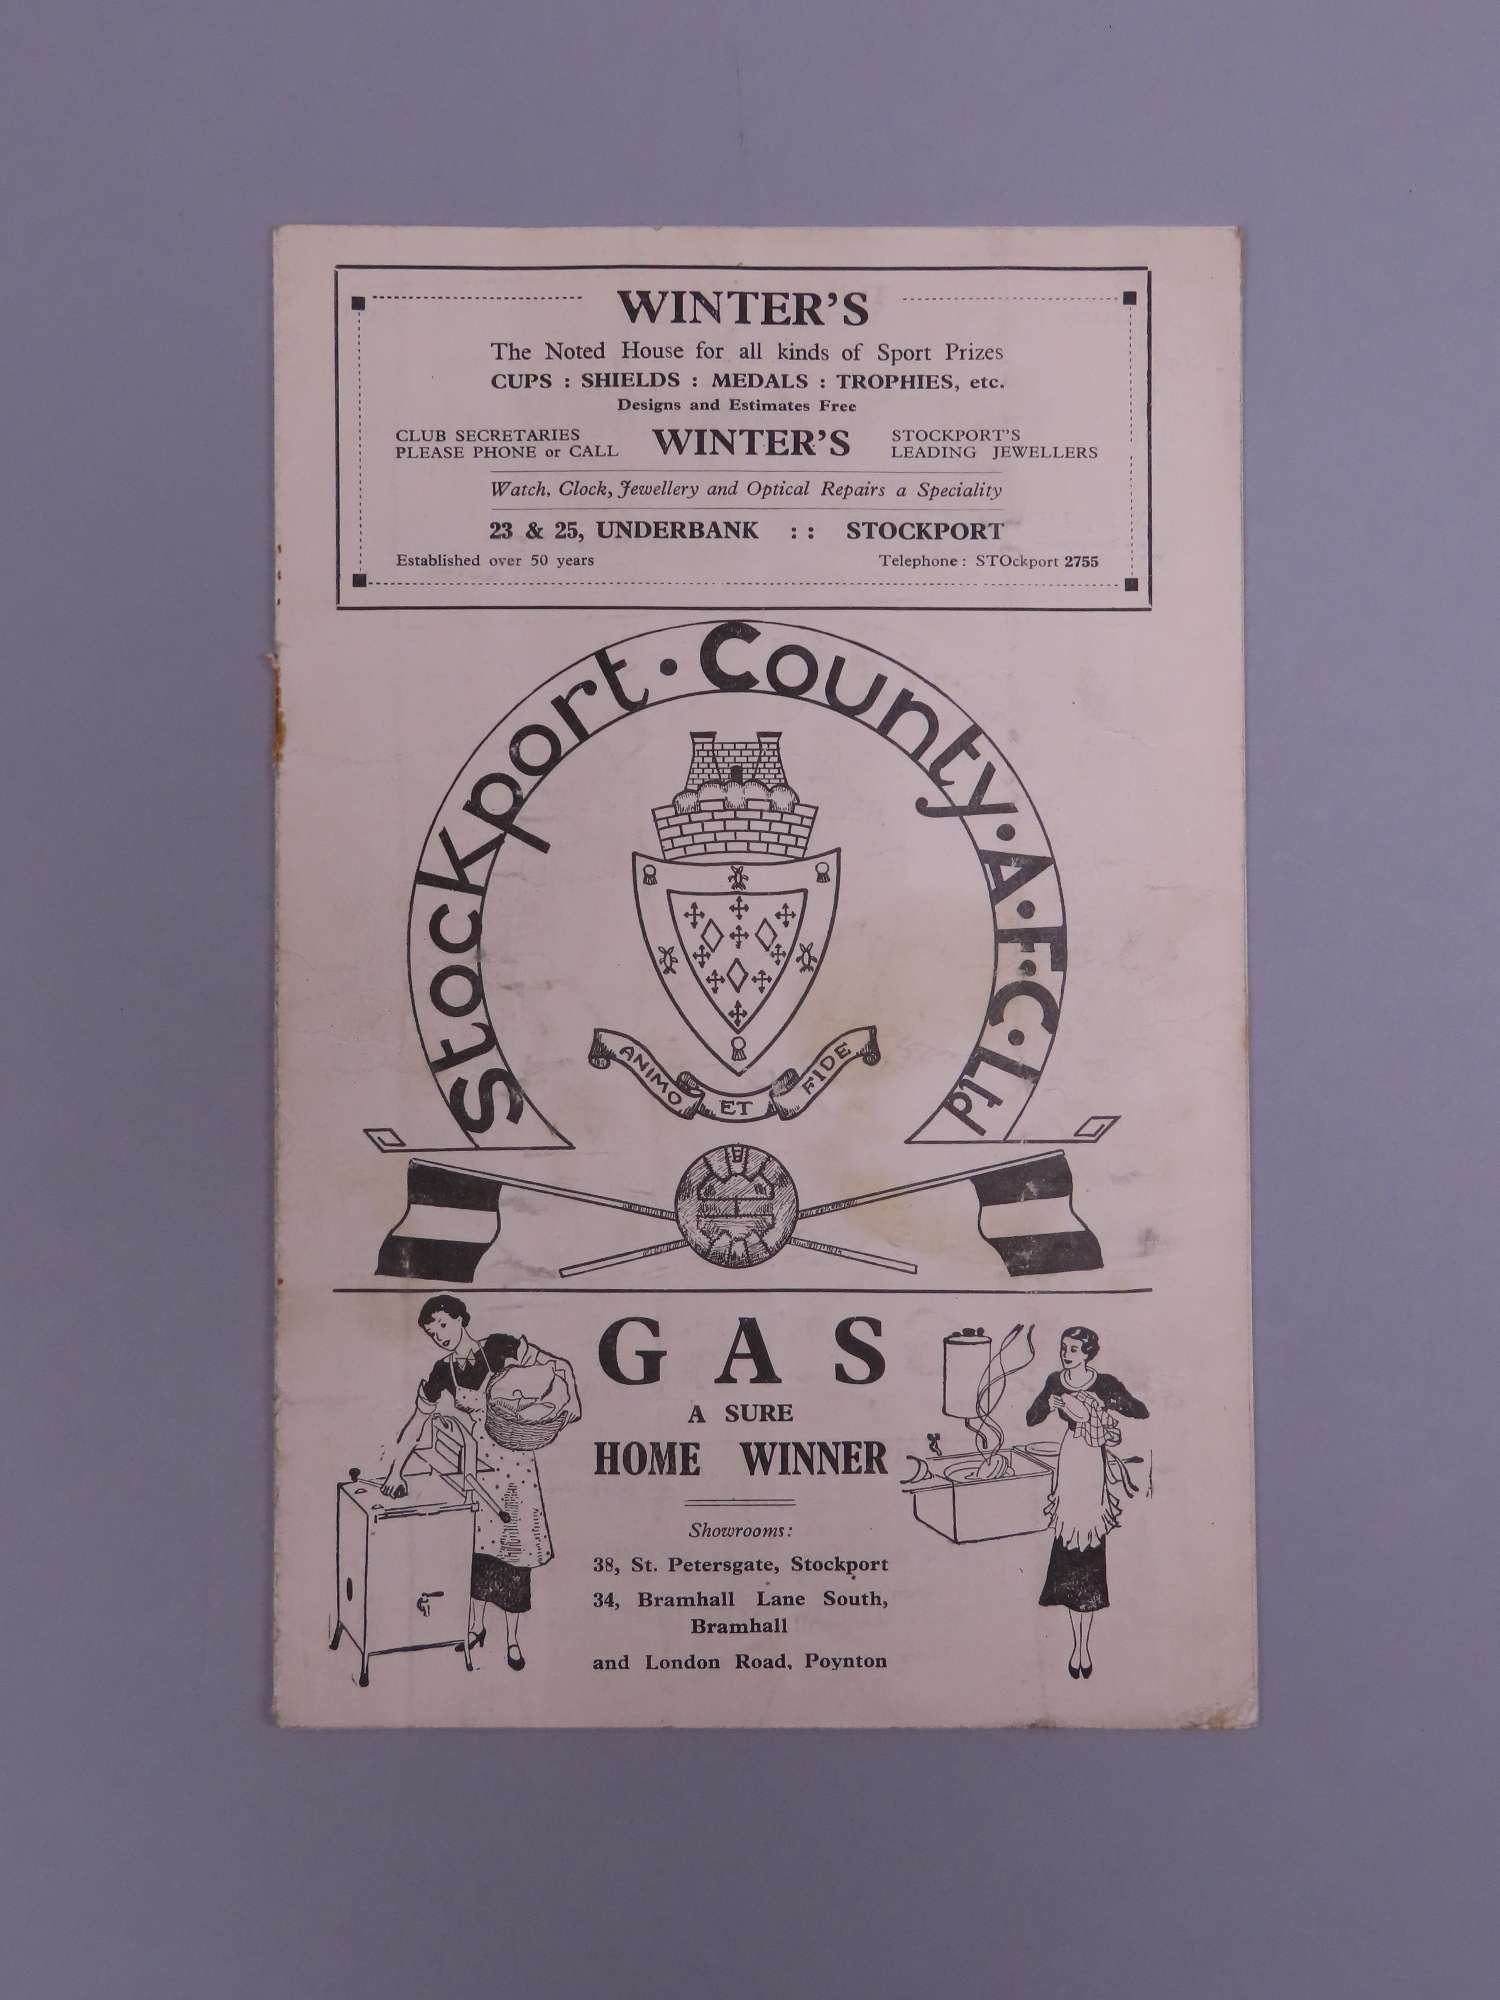 WINTER'S
The Noted House for all kinds of Sport Prizes
CUPS : SHIELDS : MEDALS : TROPHIES, etc.
Designs and Estimates Free
CLUB SECRETARIES
PLEASE PHONE or CALL
WINTER'S
STOCKPORT'S
LEADING JEWELLERS
Watch, Clock, Jewellery and Optical Repairs a Speciality
23 & 25, UNDERBANK :: STOCKPORT
Established over 50 years
Telephone: STOckport 2755
Stockport · County · A · F · C · Ltd
ANIMO ET FIDE
GAS
A SURE
HOME WINNER
Showrooms:
38, St. Petersgate, Stockport
34, Bramhall Lane South,
Bramhall
and London Road, Poynton